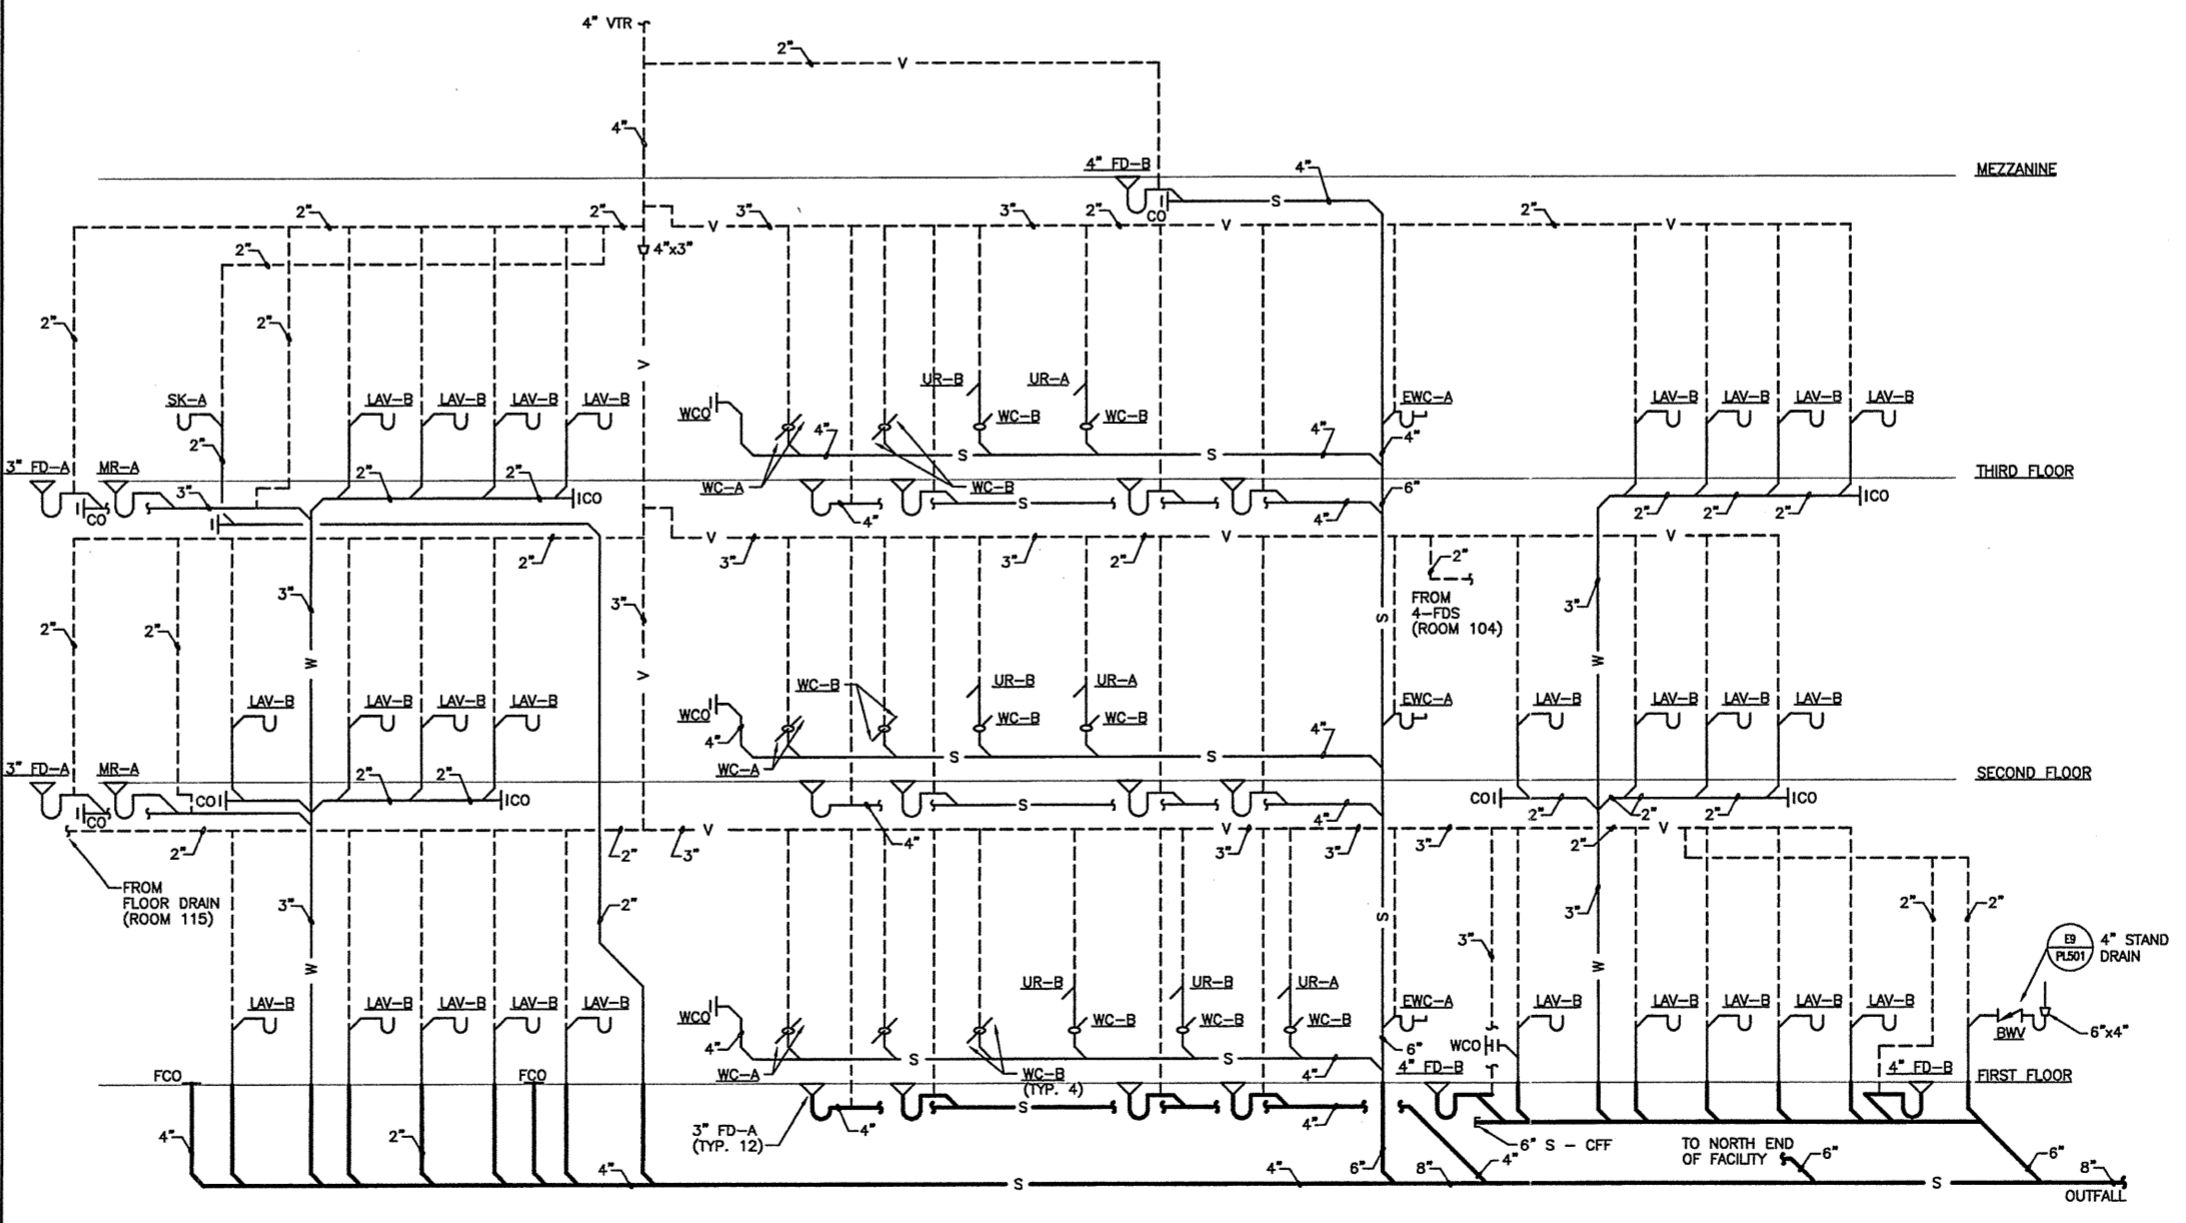 4" VTR
2"
V
4"
4" FD-B
4"
MEZZANINE
S
CO
2"
2"
V
3"
3"
2"
V
2"
V
2"
4"x3"
2"
2"
V
UR-B
UR-A
SK-A
LAV-B
LAV-B
LAV-B
LAV-B
WCO
WC-B
WC-B
EWC-A
LAV-B
LAV-B
LAV-B
LAV-B
2"
4"
4"
4"
S
S
3" FD-A
MR-A
3"
2"
2"
ICO
WC-A
WC-B
6"
THIRD FLOOR
CO
S
4"
4"
2"
2"
2"
ICO
V
V
V
2"
3"
3"
2"
2"
FROM
4-FDS
(ROOM 104)
3"
3"
3"
S
2"
2"
W
V
W
WC-B
UR-B
UR-A
LAV-B
LAV-B
LAV-B
LAV-B
WCO
WC-B
WC-B
EWC-A
LAV-B
LAV-B
LAV-B
LAV-B
4"
4"
S
S
3" FD-A
MR-A
2"
2"
WC-A
SECOND FLOOR
COI
ICO
CO
S
COI
ICO
4"
4"
2"
2"
2"
2"
2"
3"
V
V
3"
3"
3"
2"
V
FROM
FLOOR DRAIN
(ROOM 115)
3"
2"
S
3"
2"
2"
E9
PL501
4" STAND
DRAIN
W
3"
W
UR-B
UR-B
UR-A
LAV-B
LAV-B
LAV-B
LAV-B
LAV-B
WCO
WC-B
WC-B
WC-B
EWC-A
LAV-B
LAV-B
LAV-B
LAV-B
LAV-B
4"
6"
WCO
BWV
6"x4"
S
S
FCO
FCO
WC-A
WC-B
(TYP. 4)
4"
4" FD-B
4" FD-B
FIRST FLOOR
S
4"
2"
3" FD-A
(TYP. 12)
4"
4"
6" S - CFF
TO NORTH END
OF FACILITY
4"
4"
6"
8"
4"
6"
6"
8"
S
S
OUTFALL